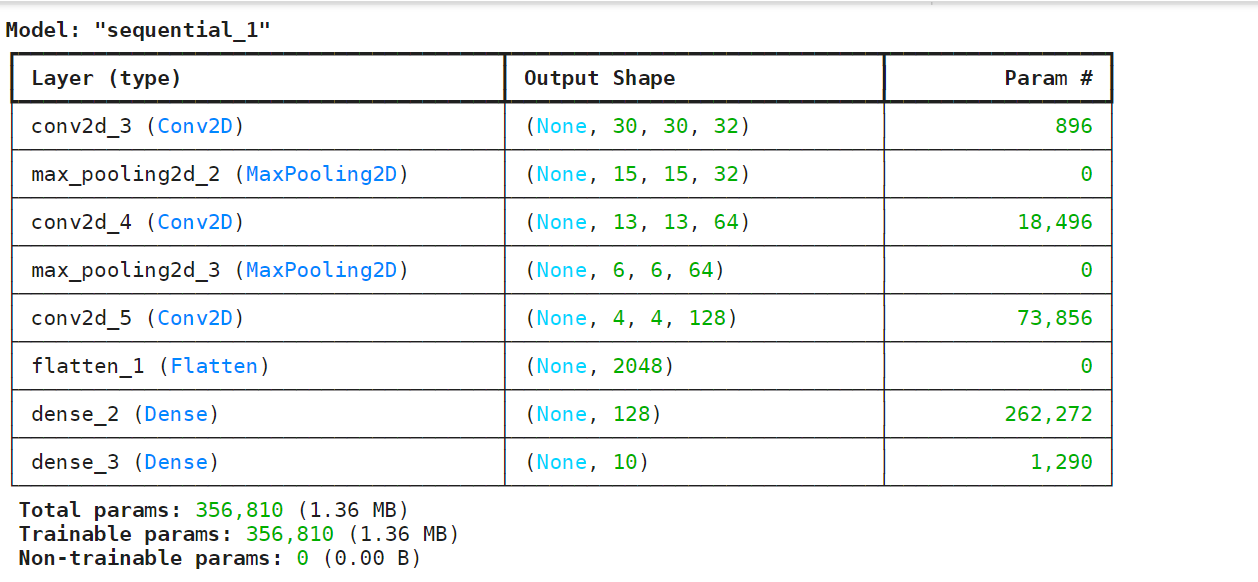 Model: "sequential_1"
Layer (type) Output Shape Param #
conv2d_3 (Conv2D) (None, 30, 30, 32) 896
max_pooling2d_2 (MaxPooling2D) (None, 15, 15, 32) 0
conv2d_4 (Conv2D) (None, 13, 13, 64) 18,496
max_pooling2d_3 (MaxPooling2D) (None, 6, 6, 64) 0
conv2d_5 (Conv2D) (None, 4, 4, 128) 73,856
flatten_1 (Flatten) (None, 2048) 0
dense_2 (Dense) (None, 128) 262,272
dense_3 (Dense) (None, 10) 1,290
Total params: 356,810 (1.36 MB)
Trainable params: 356,810 (1.36 MB)
Non-trainable params: 0 (0.00 B)